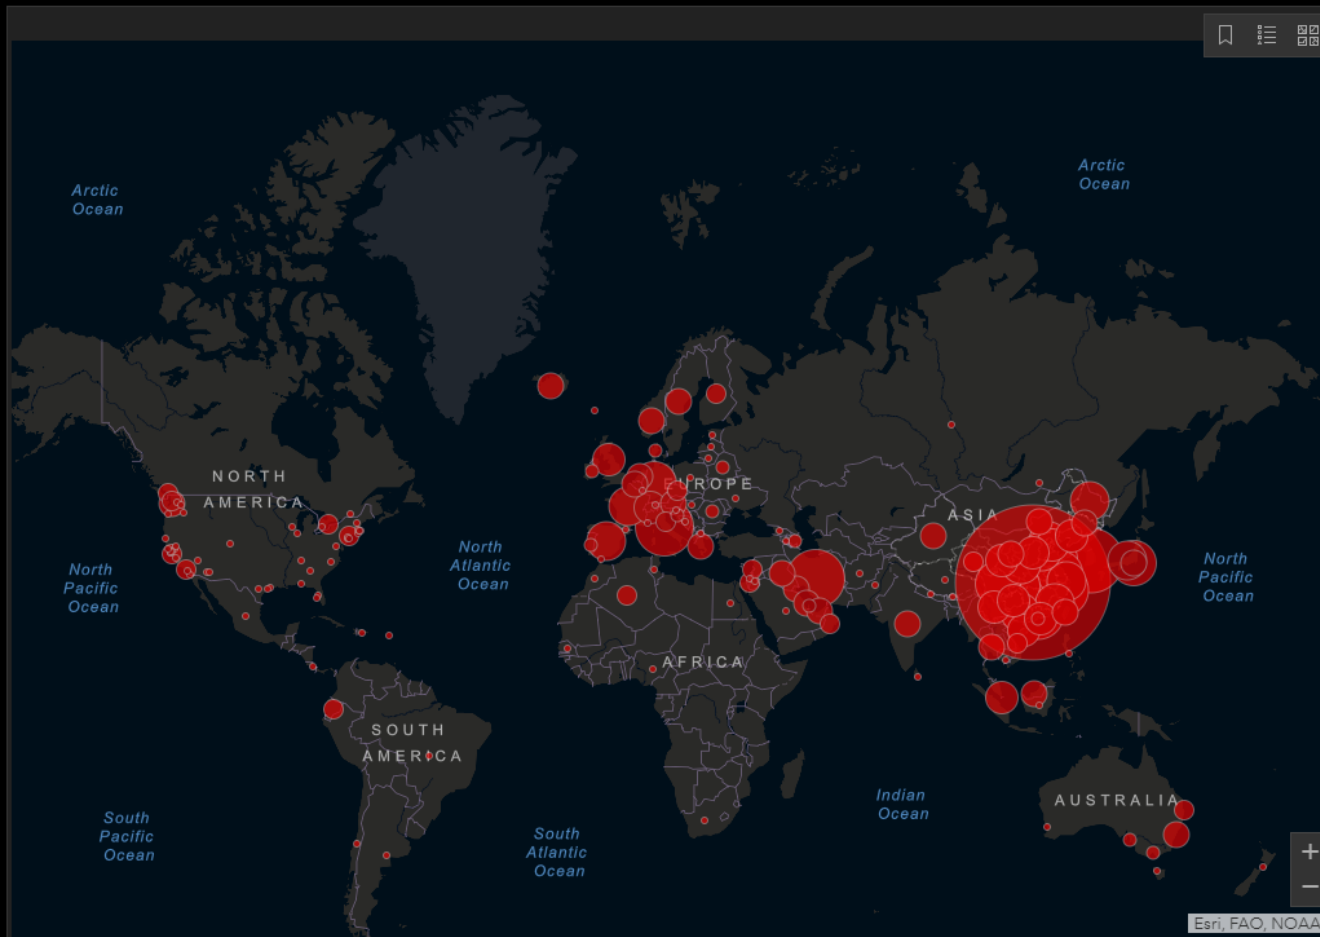 Arctic
Ocean
Arctic
Ocean
NORTH
AMERICA
EUROPE
ASIA
North
Pacific
Ocean
North
Atlantic
Ocean
North
Pacific
Ocean
AFRICA
SOUTH
AMERICA
Indian
Ocean
AUSTRALIA
South
Pacific
Ocean
South
Atlantic
Ocean
+
−
Esri, FAO, NOAA